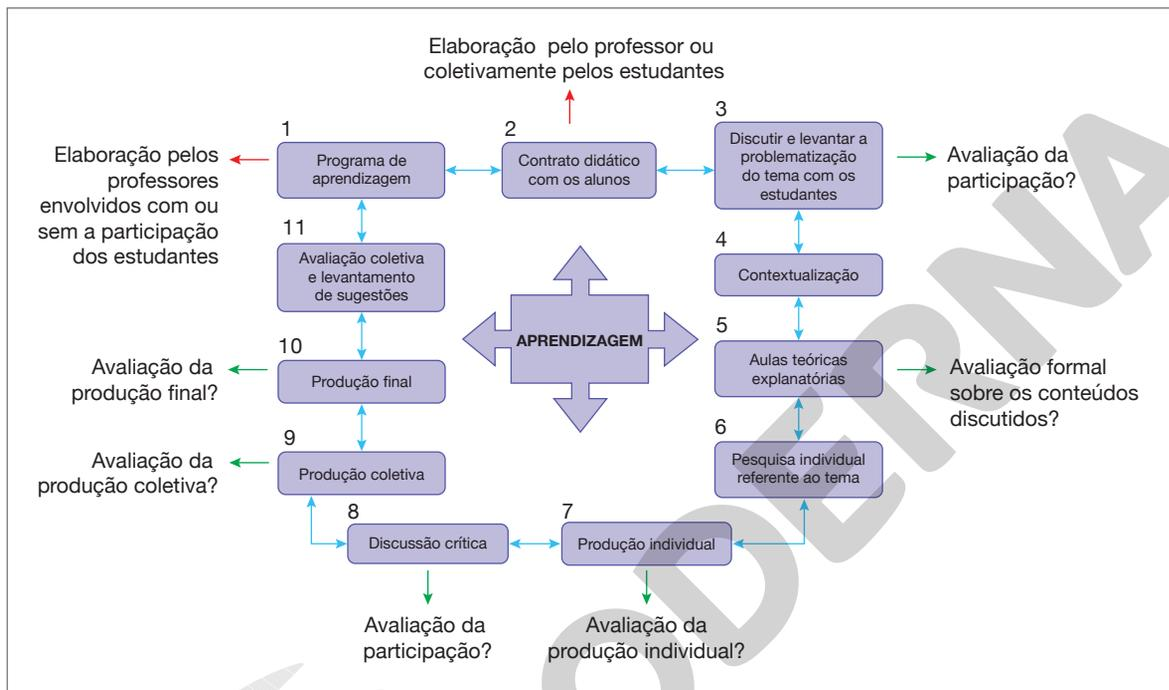 Elaboração pelo professor ou
coletivamente pelos estudantes
1
Programa de
aprendizagem
Elaboração pelos
professores
envolvidos com ou
sem a participação
dos estudantes
2
Contrato didático
com os alunos
3
Discutir e levantar a
problematização
do tema com os
estudantes
Avaliação da
participação?
4
Contextualização
5
Aulas teóricas
explanatórias
Avaliação formal
sobre os conteúdos
discutidos?
6
Pesquisa individual
referente ao tema
7
Produção individual
Avaliação da
produção individual?
8
Discussão crítica
Avaliação da
participação?
9
Produção coletiva
Avaliação da
produção coletiva?
10
Produção final
Avaliação da
produção final?
11
Avaliação coletiva
e levantamento
de sugestões
APRENDIZAGEM
ODERNA